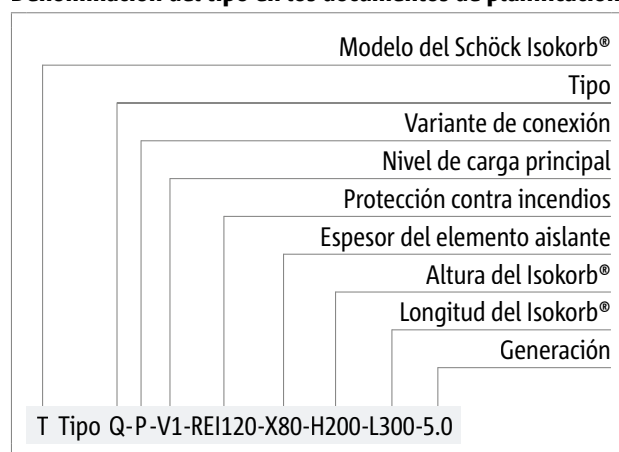 Denominación del tipo en los documentos de planificación
Modelo del Schöck Isokorb®
Tipo
Variante de conexión
Nivel de carga principal
Protección contra incendios
Espesor del elemento aislante
Altura del Isokorb®
Longitud del Isokorb®
Generación
T Tipo Q-P-V1-REI120-X80-H200-L300-5.0